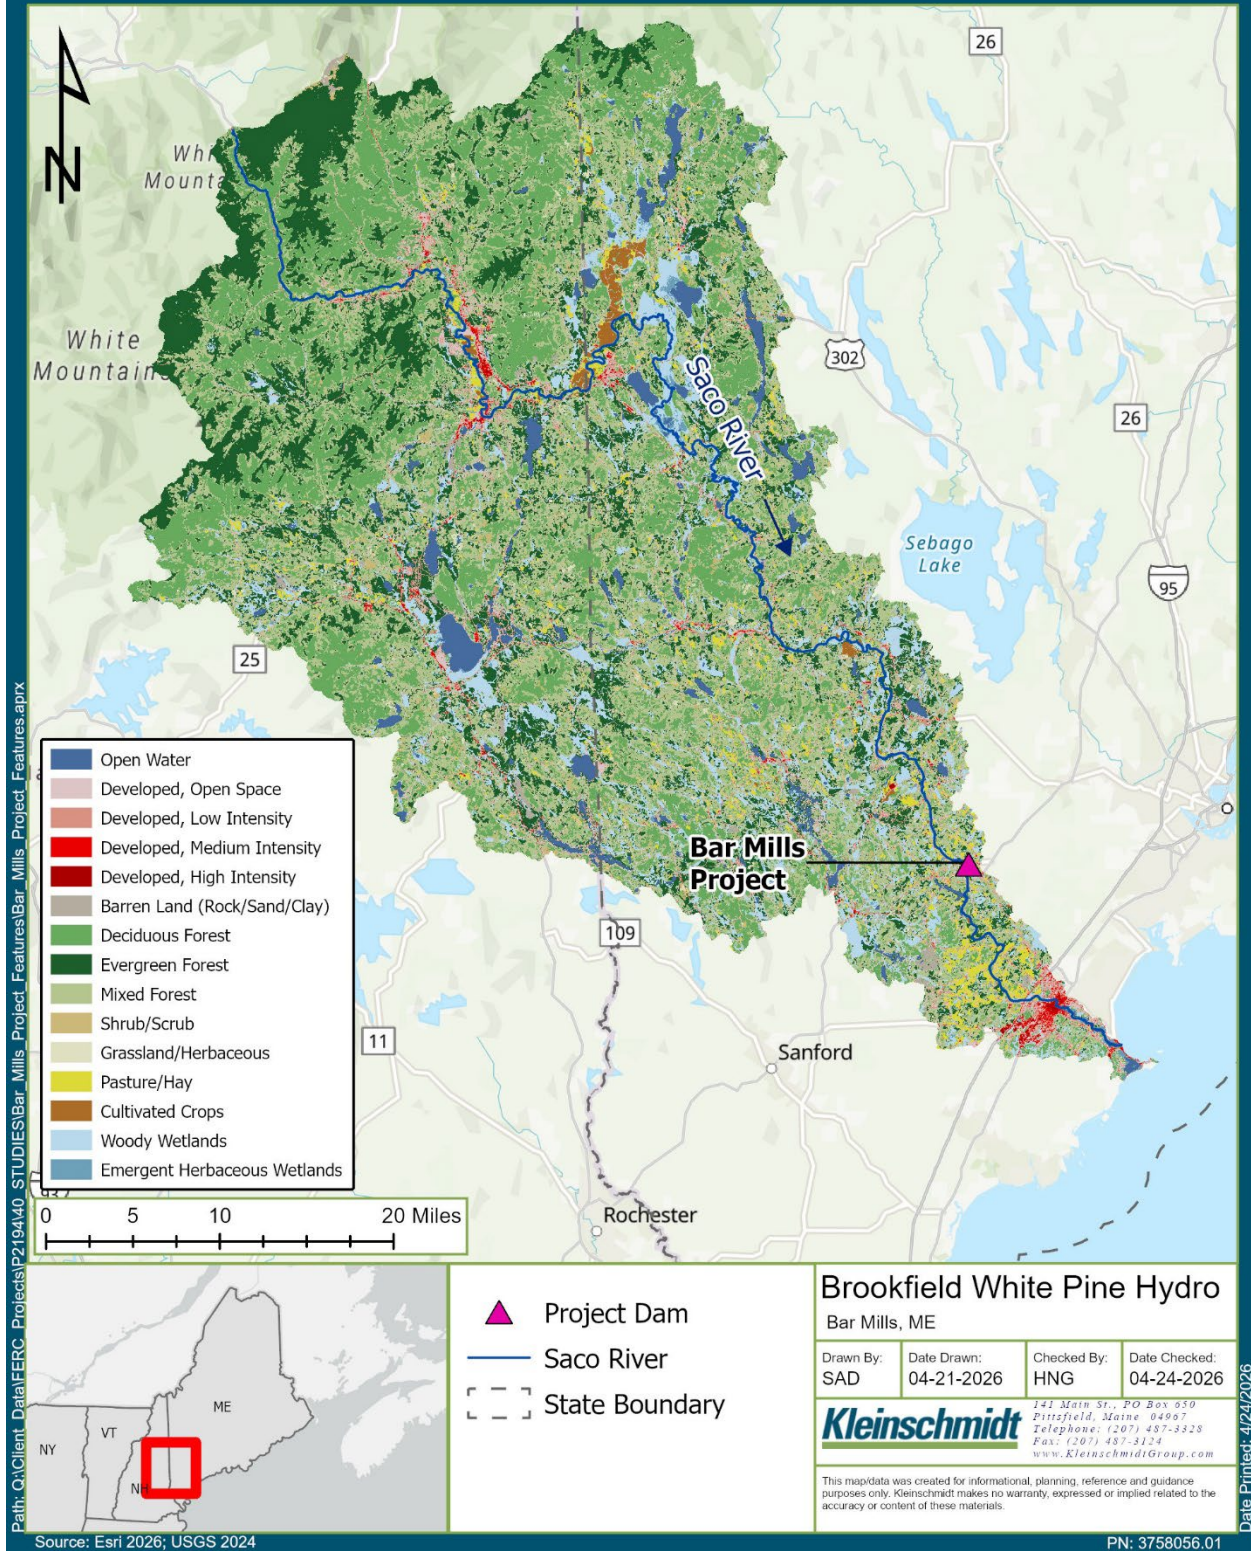 26
N
White
Mountains
302
26
Saco River
Sebago
Lake
95
25
Open Water
Developed, Open Space
Developed, Low Intensity
Developed, Medium Intensity
Developed, High Intensity
Barren Land (Rock/Sand/Clay)
Deciduous Forest
Evergreen Forest
Mixed Forest
Shrub/Scrub
Grassland/Herbaceous
Pasture/Hay
Cultivated Crops
Woody Wetlands
Emergent Herbaceous Wetlands
Bar Mills
Project
109
11
Sanford
Rochester
0 5 10 20 Miles
NY
VT
NH
ME
Project Dam
Saco River
State Boundary
Brookfield White Pine Hydro
Bar Mills, ME
Drawn By:
SAD
Date Drawn:
04-21-2026
Checked By:
HNG
Date Checked:
04-24-2026
Kleinschmidt
141 Main St., PO Box 650
Pittsfield, Maine 04967
Telephone: (207) 487-3328
Fax: (207) 487-3124
www.KleinschmidtGroup.com
This map/data was created for informational, planning, reference and guidance
purposes only. Kleinschmidt makes no warranty, expressed or implied related to the
accuracy or content of these materials.
Path: Q:\Client_Data\FERC_Projects\P2194\40_STUDIES\Bar_Mills_Project_Features\Bar_Mills_Project_Features.aprx
Date Printed: 4/24/2026
Source: Esri 2026; USGS 2024
PN: 3758056.01